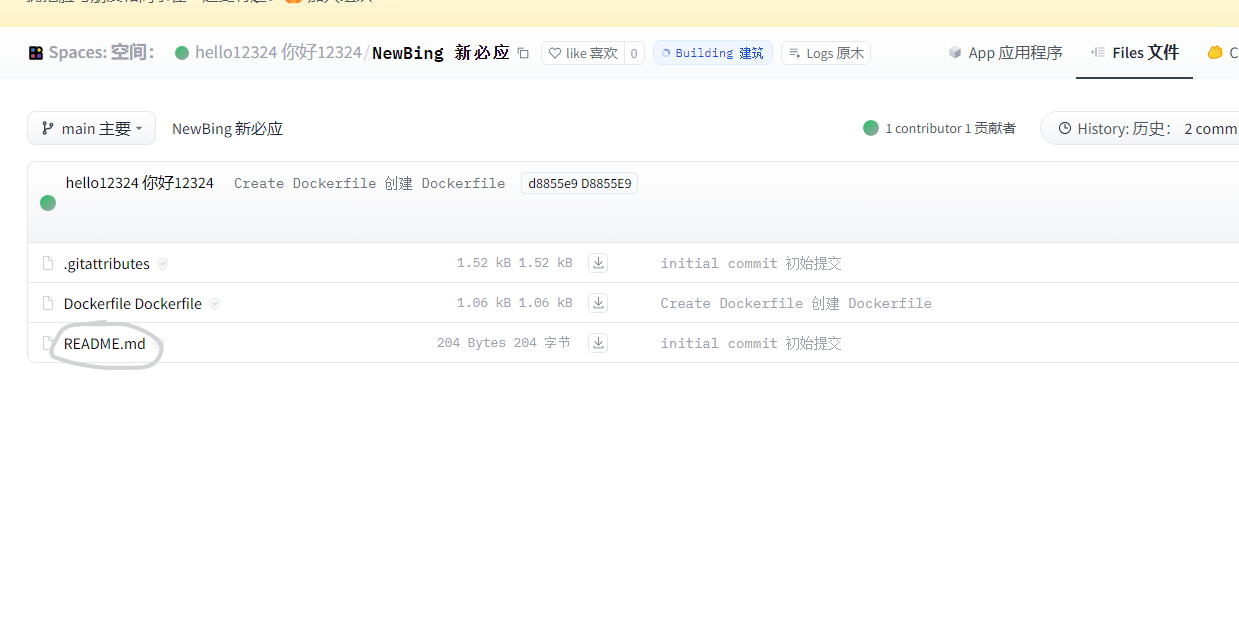 Spaces: 空间： hello12324 你好12324/NewBing 新必应 like 喜欢 0 Building 建筑 Logs 原木 App 应用程序 Files 文件 C
main 主要 NewBing 新必应 1 contributor 1 贡献者 History: 历史： 2 comm
hello12324 你好12324 Create Dockerfile 创建 Dockerfile d8855e9 D8855E9
.gitattributes 1.52 kB 1.52 kB initial commit 初始提交
Dockerfile Dockerfile 1.06 kB 1.06 kB Create Dockerfile 创建 Dockerfile
README.md 204 Bytes 204 字节 initial commit 初始提交